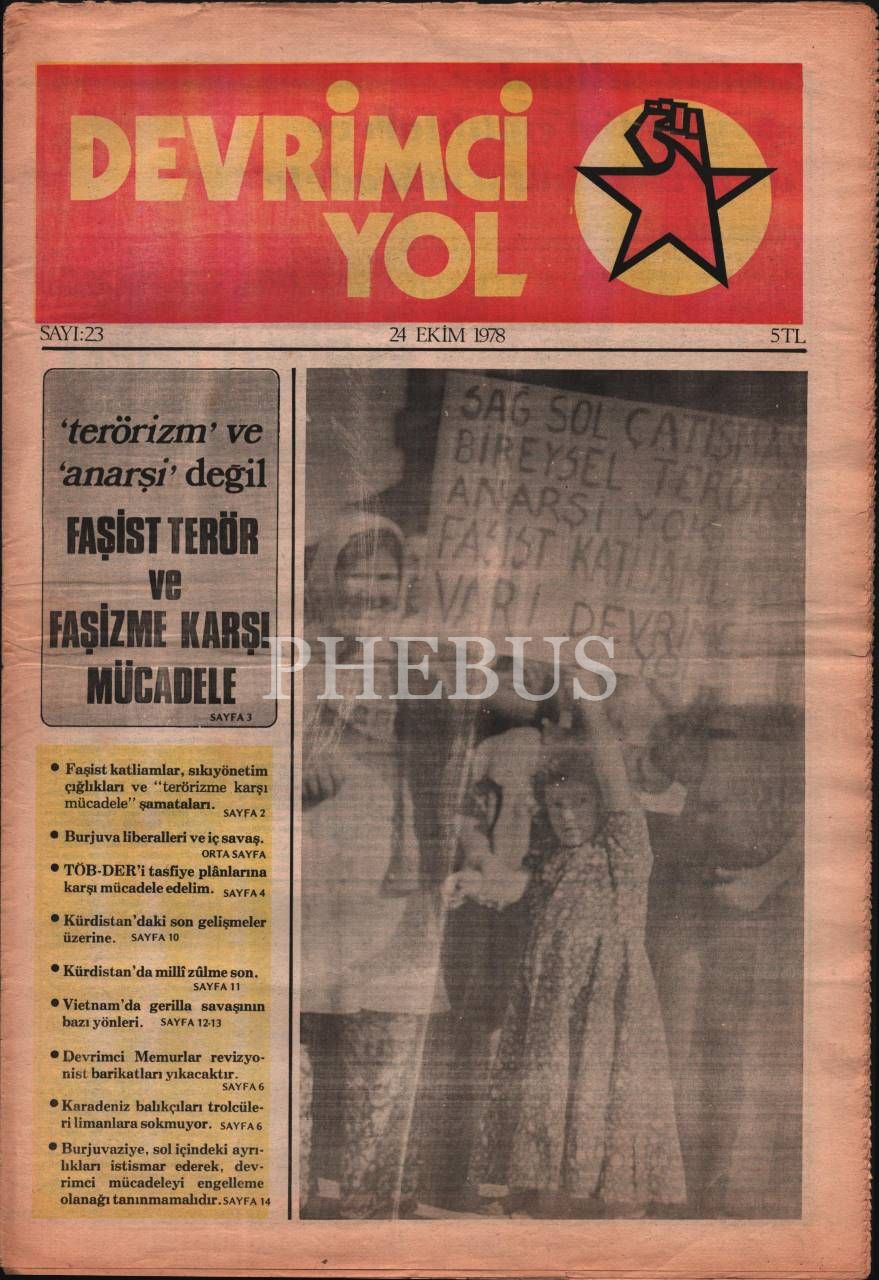 DEVRİMCİ
YOL
SAYI:23
24 EKİM 1978
5TL
'terörizm' ve
'anarşi' değil
FAŞİST TERÖR
ve
FAŞİZME KARŞI
MÜCADELE
SAYFA 3
• Faşist katliamlar, sıkıyönetim
çığlıkları ve "terörizme karşı
mücadele" şamataları.
SAYFA 2
• Burjuva liberalleri ve iç savaş.
ORTA SAYFA
• TÖB-DER'i tasfiye plânlarına
karşı mücadele edelim. SAYFA 4
• Kürdistan'daki son gelişmeler
üzerine. SAYFA 10
• Kürdistan'da millî zûlme son.
SAYFA 11
• Vietnam'da gerilla savaşının
bazı yönleri. SAYFA 12-13
• Devrimci Memurlar revizyo-
nist barikatları yıkacaktır.
SAYFA 6
• Karadeniz balıkçıları trolcüle-
ri limanlara sokmuyor. SAYFA 6
• Burjuvaziye, sol içindeki ayrı-
lıkları istismar ederek, dev-
rimci mücadeleyi engelleme
olanağı tanınmamalıdır. SAYFA 14
SAĞ SOL ÇATIŞMAS
BİREYSEL TERÖR
ANARŞİ YOK
FAŞİST KATLİAML
VAR!
PHEBUS